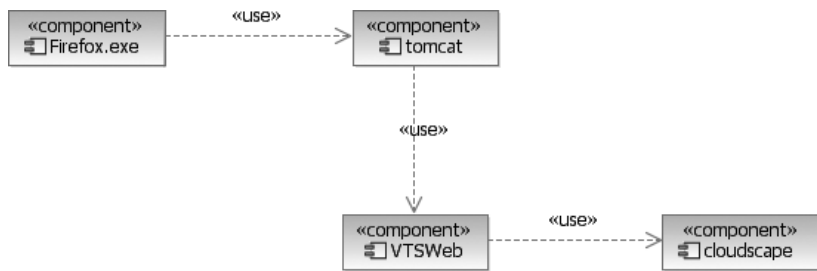 «component»
Firefox.exe
«use»
«component»
tomcat
«use»
«component»
VTSWeb
«use»
«component»
cloudscape